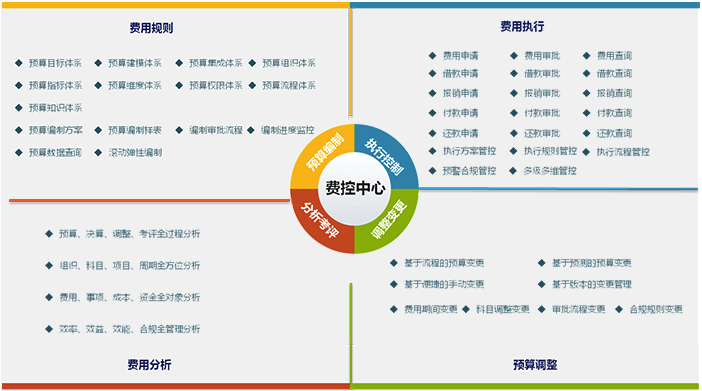 费用规则
预算目标体系 预算建模体系 预算集成体系 预算组织体系
预算指标体系 预算维度体系 预算权限体系 预算流程体系
预算知识体系
预算编制方案 预算编制样表 编制审批流程 编制进度监控
预算数据查询 滚动弹性编制
费用执行
费用申请 费用审批 费用查询
借款申请 借款审批 借款查询
报销申请 报销审批 报销查询
付款申请 付款审批 付款查询
还款申请 还款审批 还款查询
执行方案管控 执行规则管控 执行流程管控
预警合规管控 多级多维管控
预算编制
执行控制
费控中心
分析考评
调整变更
预算、决算、调整、考评全过程分析
组织、科目、项目、周期全方位分析
费用、事项、成本、资金全对象分析
效率、效益、效能、合规全管理分析
费用分析
基于流程的预算变更 基于预测的预算变更
基于便捷的手动变更 基于版本的变更管理
费用期间变更 科目调整变更 审批流程变更 合规规则变更
预算调整